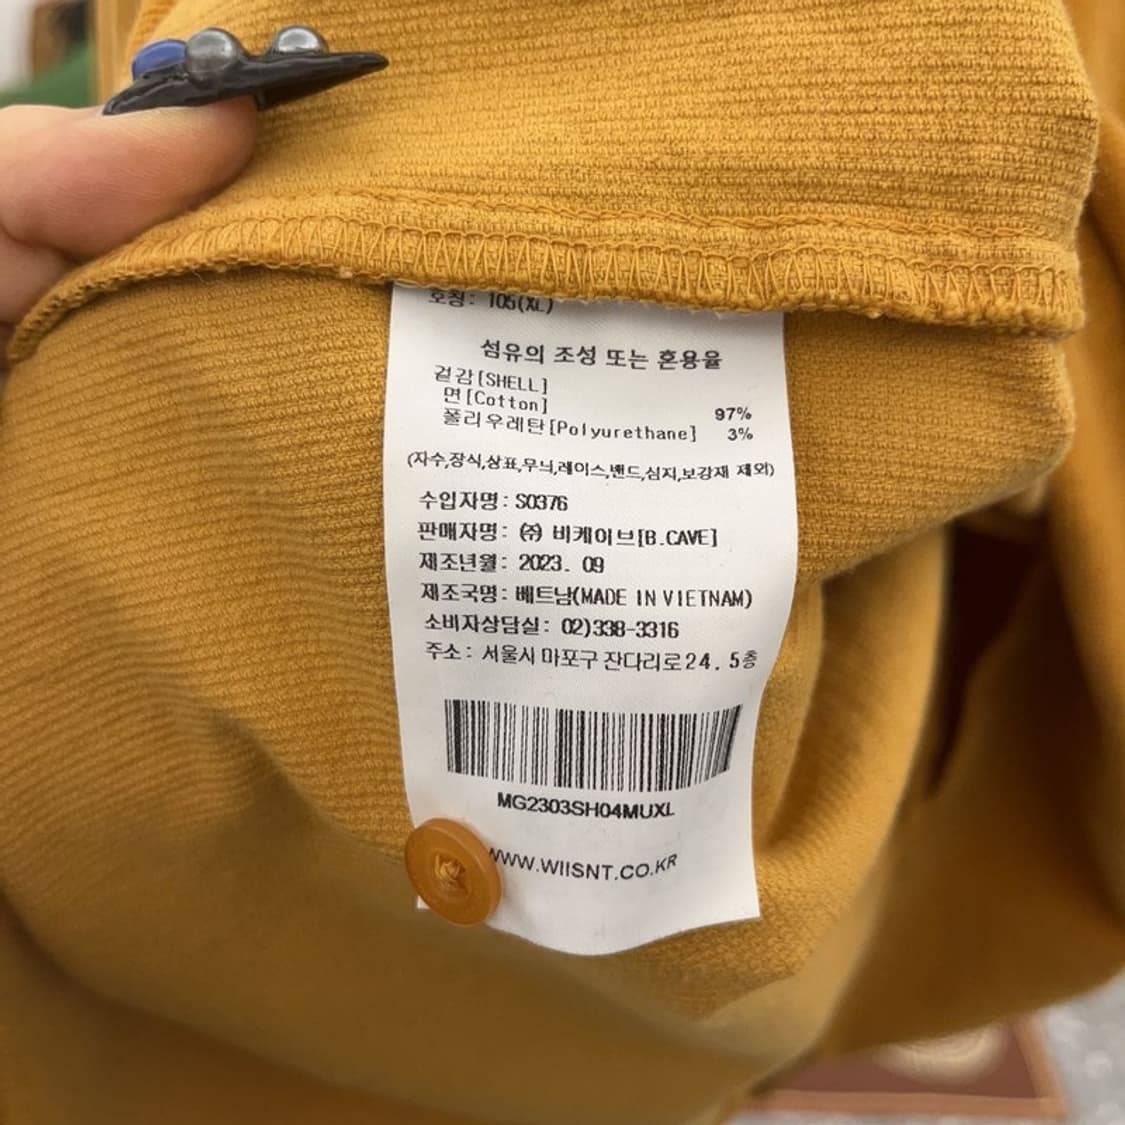 호칭: 105(XL)
섬유의 조성 또는 혼용율
겉감[SHELL]
면[Cotton] 97%
폴리우레탄[Polyurethane] 3%
(자수,장식,상표,무늬,레이스,밴드,심지,보강재 제외)
수입자명: S0376
판매자명: ㈜ 비케이브[B.CAVE]
제조년월: 2023. 09
제조국명: 베트남(MADE IN VIETNAM)
소비자상담실: 02)338-3316
주소: 서울시 마포구 잔다리로24. 5층
MG2303SH04MUXL
WWW.WIISNT.CO.KR